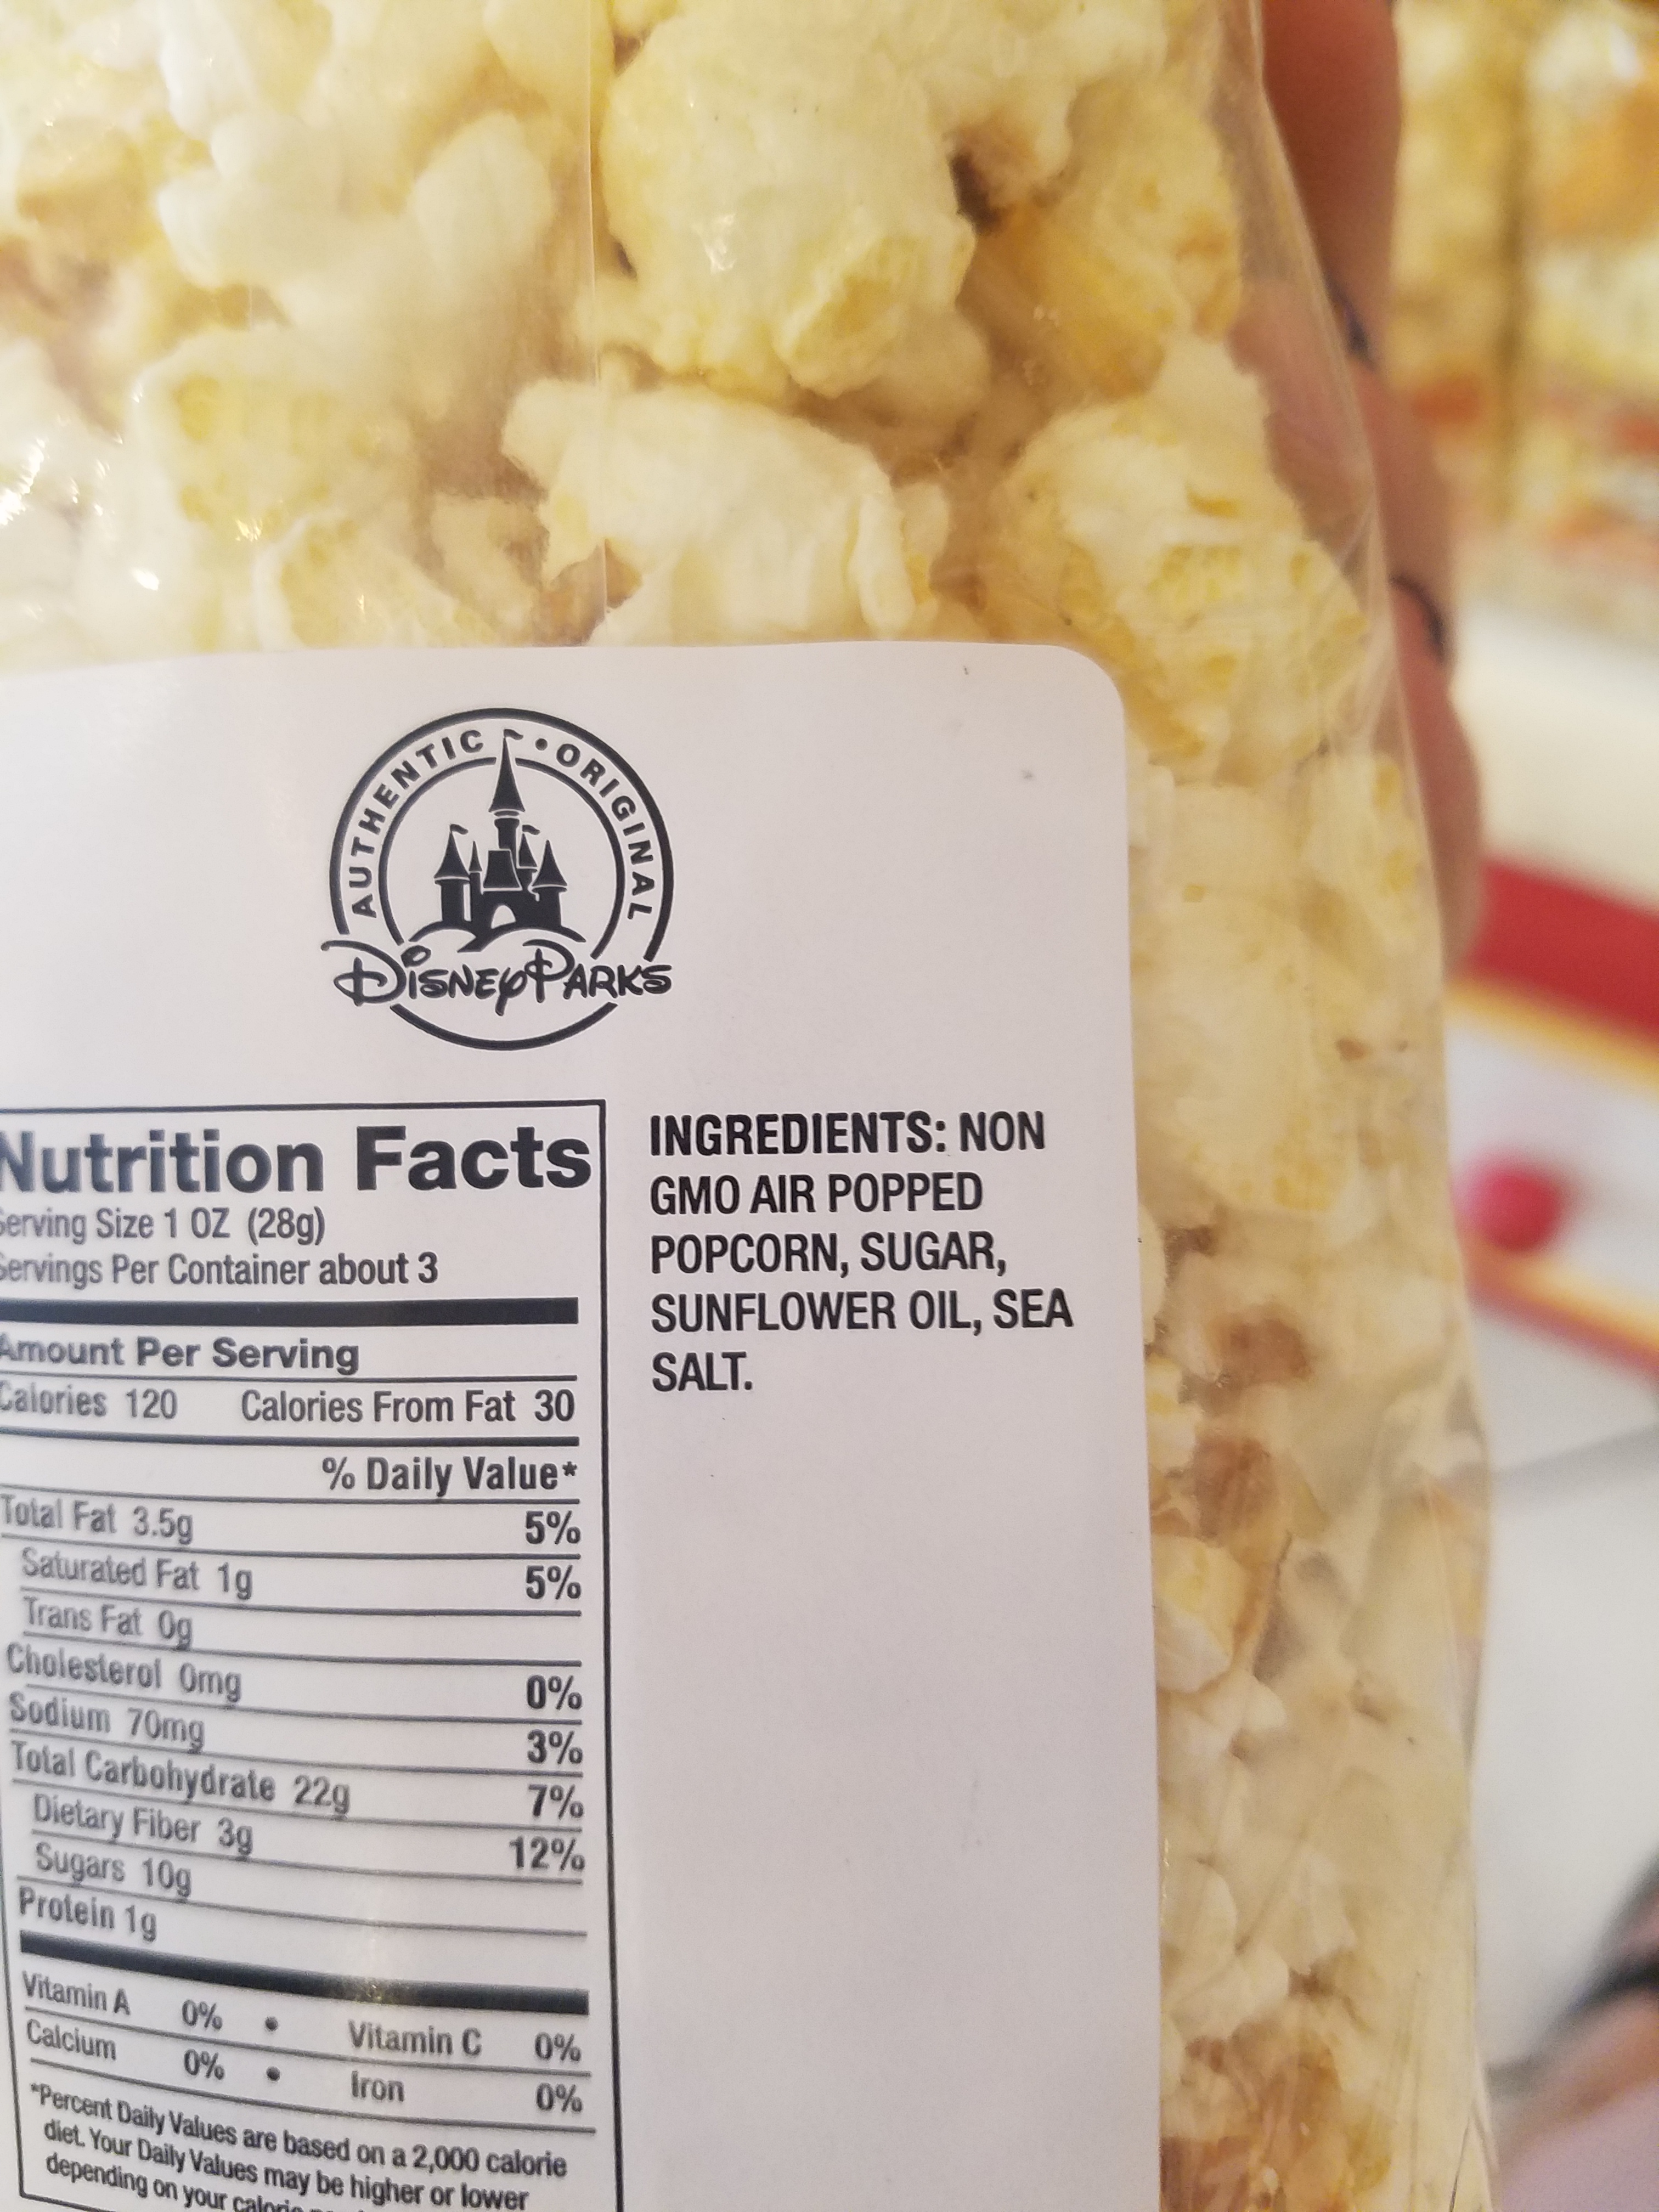 AUTHENTIC • ORIGINAL
Disney Parks
Nutrition Facts
Serving Size 1 OZ (28g)
Servings Per Container about 3
Amount Per Serving
Calories 120 Calories From Fat 30
% Daily Value*
Total Fat 3.5g 5%
Saturated Fat 1g 5%
Trans Fat 0g
Cholesterol 0mg 0%
Sodium 70mg 3%
Total Carbohydrate 22g 7%
Dietary Fiber 3g 12%
Sugars 10g
Protein 1g
Vitamin A 0% • Vitamin C 0%
Calcium 0% • Iron 0%
*Percent Daily Values are based on a 2,000 calorie
diet. Your Daily Values may be higher or lower
depending on your calorie
INGREDIENTS: NON
GMO AIR POPPED
POPCORN, SUGAR,
SUNFLOWER OIL, SEA
SALT.